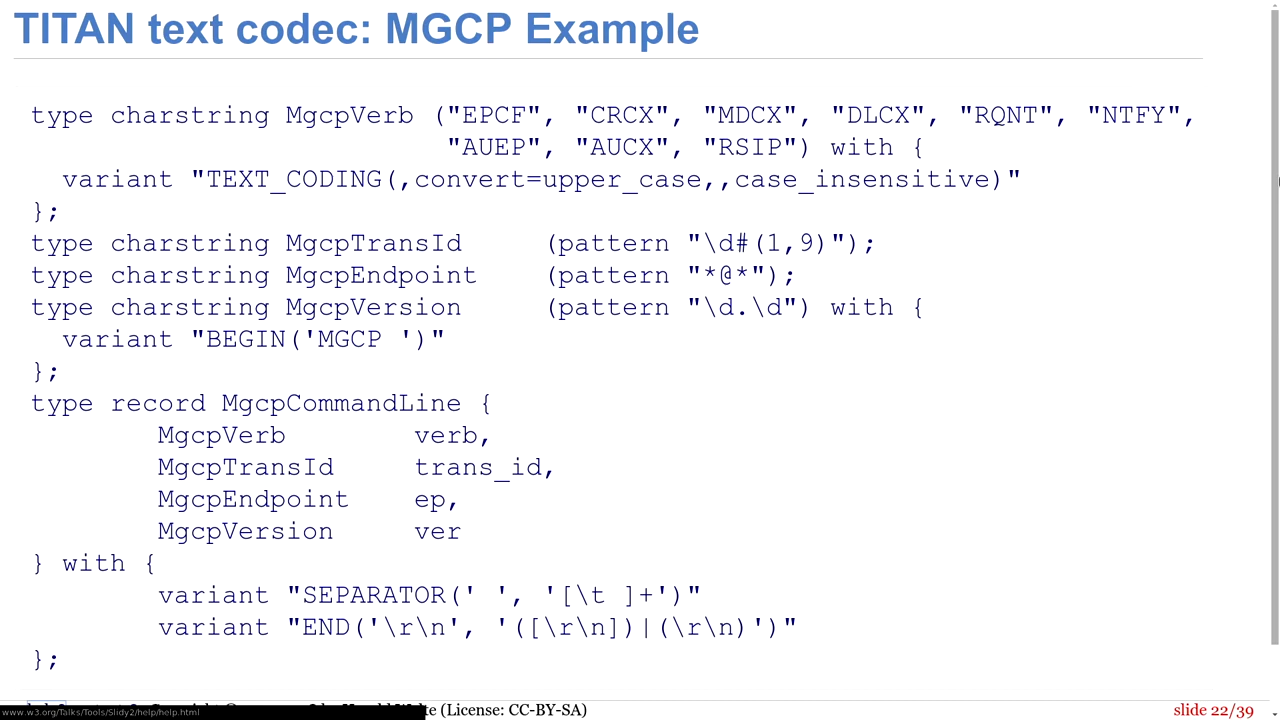 TITAN text codec: MGCP Example
type charstring MgcpVerb ("EPCF", "CRCX", "MDCX", "DLCX", "RQNT", "NTFY",
"AUEP", "AUCX", "RSIP") with {
variant "TEXT_CODING(,convert=upper_case,,case_insensitive)"
};
type charstring MgcpTransId (pattern "\d#(1,9)");
type charstring MgcpEndpoint (pattern "*@*");
type charstring MgcpVersion (pattern "\d.\d") with {
variant "BEGIN('MGCP ')"
};
type record MgcpCommandLine {
MgcpVerb verb,
MgcpTransId trans_id,
MgcpEndpoint ep,
MgcpVersion ver
} with {
variant "SEPARATOR(' ', '[\t ]+')"
variant "END('\r\n', '([\r\n])|(\r\n)')"
};
(License: CC-BY-SA)
slide 22/39
www.w3.org/Talks/Tools/Slidy2/help/help.html